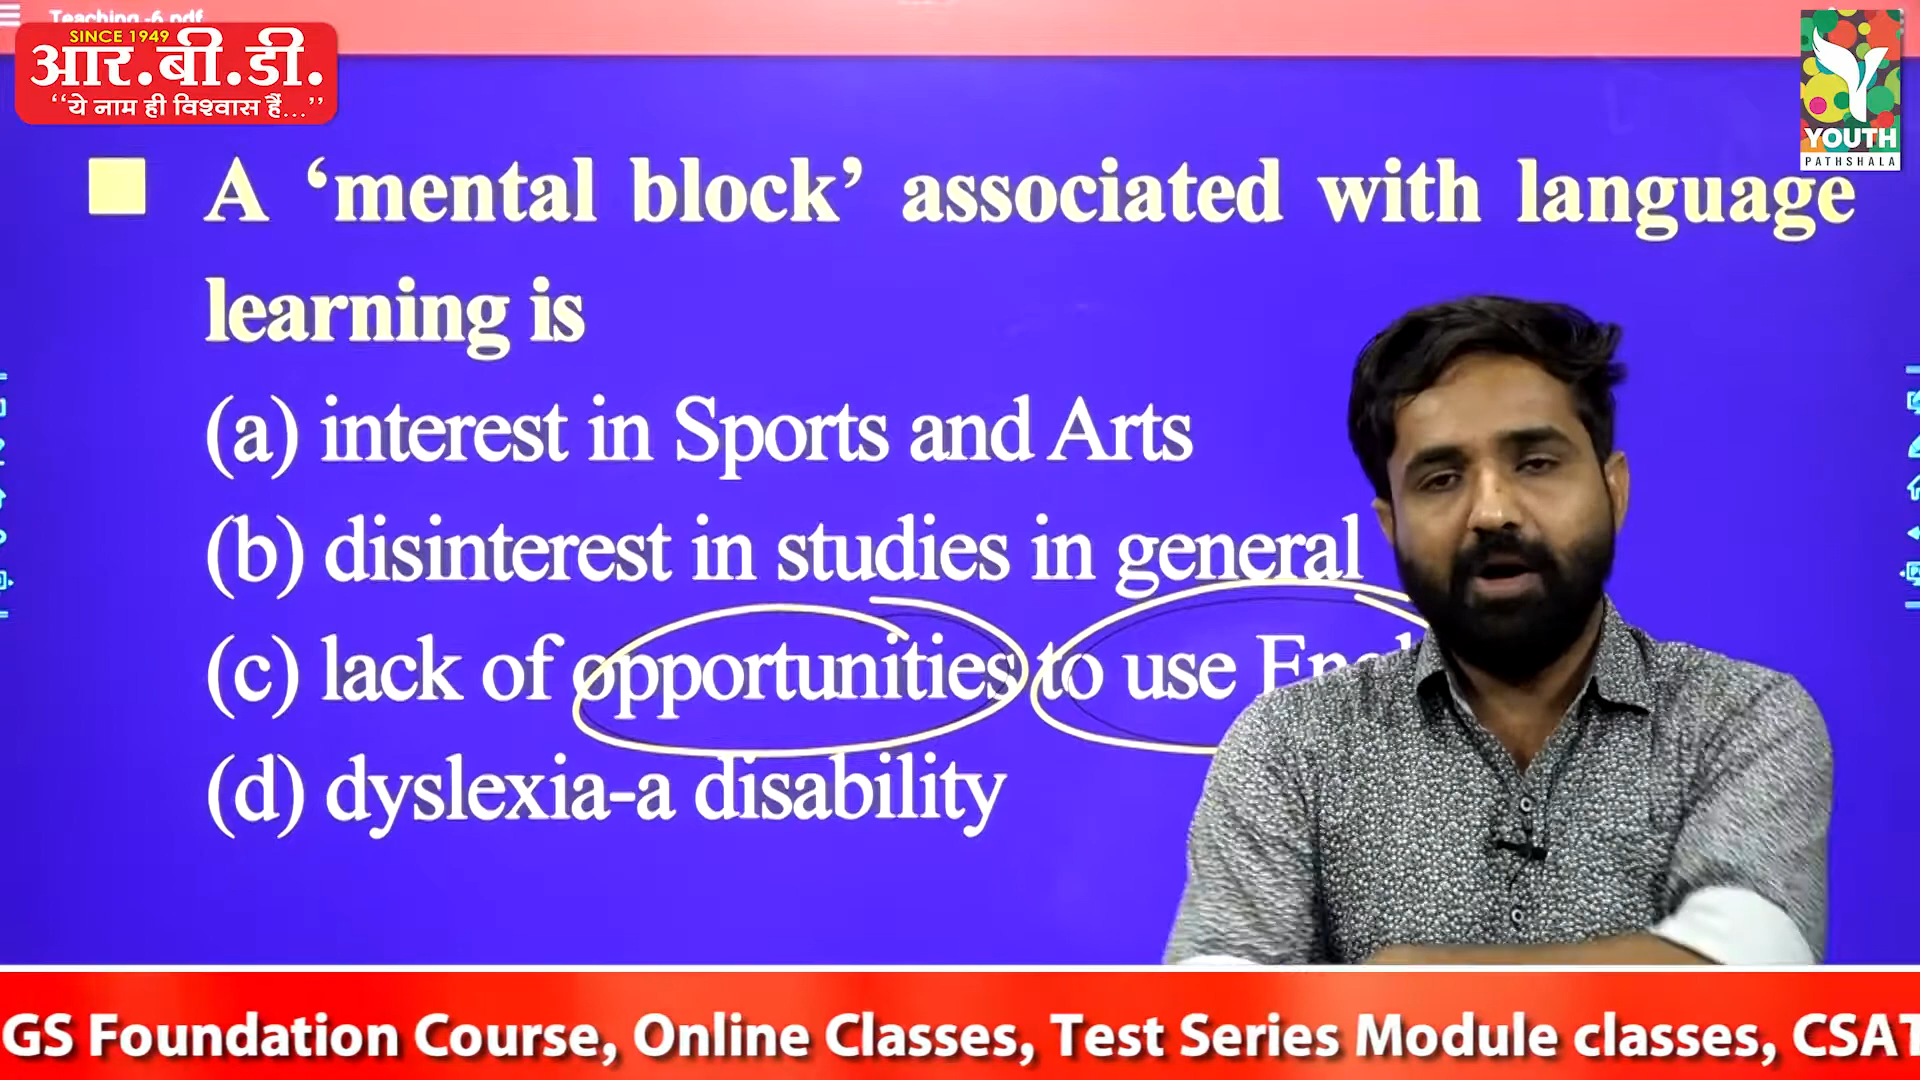 Teaching -6.pdf
SINCE 1949
आर.बी.डी.
“ये नाम ही विश्वास हैं...”
YOUTH
PATHSHALA
A ‘mental block’ associated with language
learning is
(a) interest in Sports and Arts
(b) disinterest in studies in general
(c) lack of opportunities to use
(d) dyslexia-a disability
GS Foundation Course, Online Classes, Test Series Module classes, CSAT